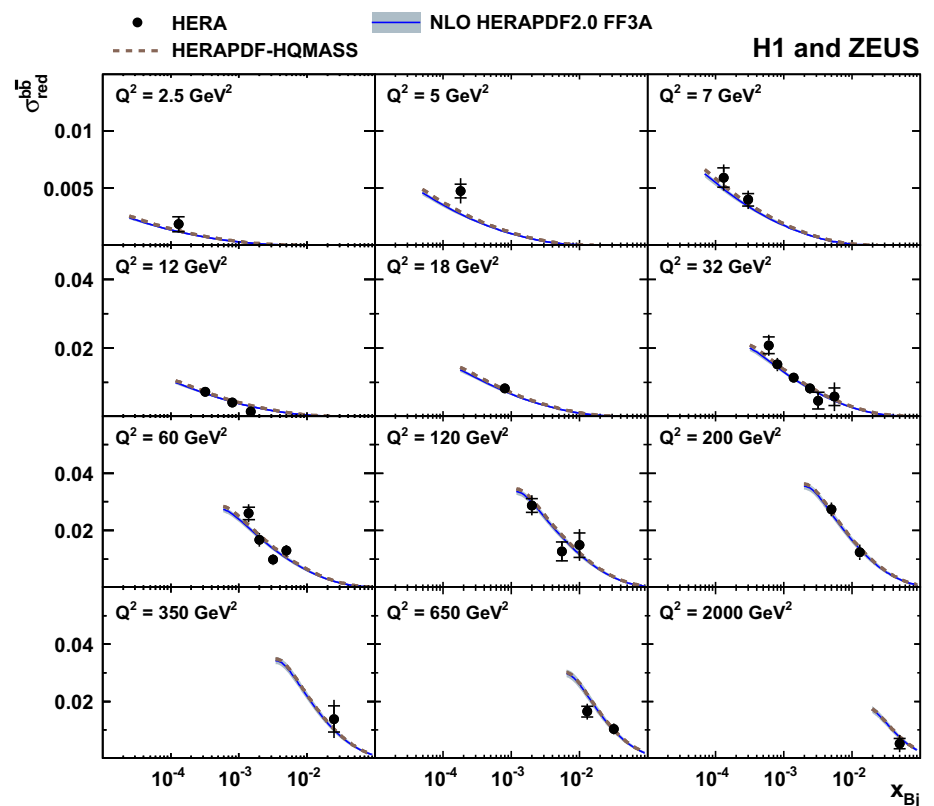 HERA
NLO HERAPDF2.0 FF3A
HERAPDF-HQMASS
H1 and ZEUS
σ_red^{bb̅}
Q² = 2.5 GeV²
Q² = 5 GeV²
Q² = 7 GeV²
0.01
0.005
Q² = 12 GeV²
Q² = 18 GeV²
Q² = 32 GeV²
0.04
0.02
Q² = 60 GeV²
Q² = 120 GeV²
Q² = 200 GeV²
0.04
0.02
Q² = 350 GeV²
Q² = 650 GeV²
Q² = 2000 GeV²
0.04
0.02
10⁻⁴ 10⁻³ 10⁻² 10⁻⁴ 10⁻³ 10⁻² 10⁻⁴ 10⁻³ 10⁻²
x_Bj